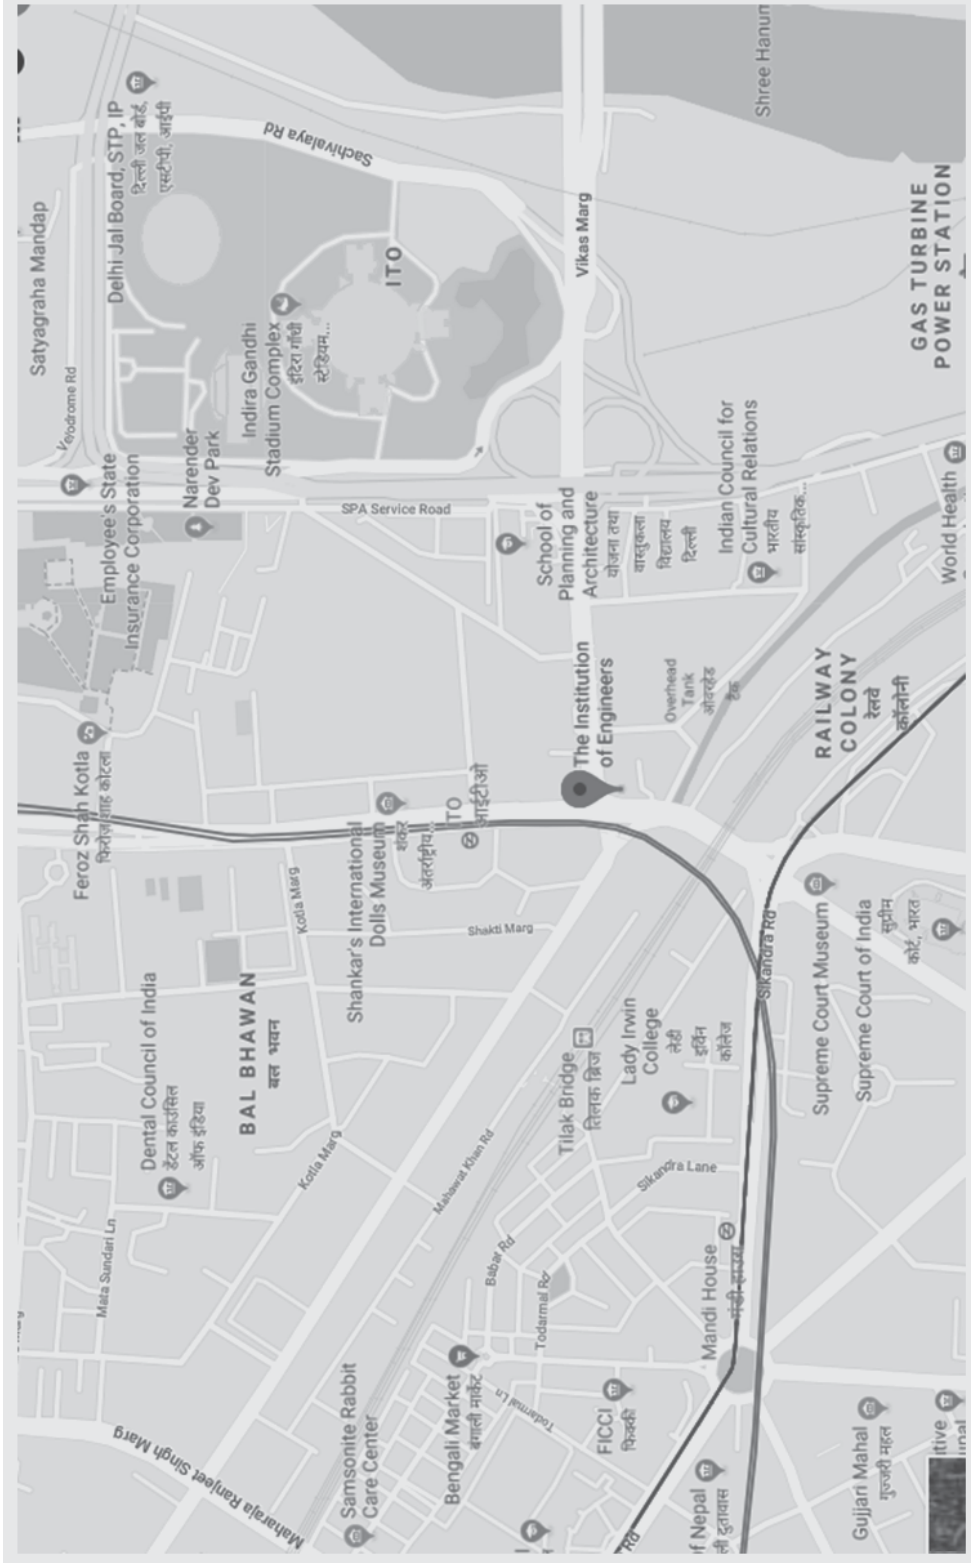 Satyagraha Mandap
Velodrome Rd
Delhi Jal Board, STP, IP
दिल्ली जल बोर्ड,
एसटीपी, आईपी
Employee's State
Insurance Corporation
Feroz Shah Kotla
फिरोज़ शाह कोटला
Mata Sundari Ln
Dental Council of India
डेंटल काउंसिल
ऑफ इंडिया
Maharaja Ranjeet Singh Marg
Narender
Dev Park
Sachivalaya Rd
Indira Gandhi
Stadium Complex
इंदिरा गाँधी
स्टेडियम...
ITO
BAL BHAWAN
बल भवन
Kotla Marg
Kotla Marg
SPA Service Road
Shankar's International
Dolls Museum
शंकर
अंतर्राष्ट्रीय...
Samsonite Rabbit
Care Center
ITO
आईटीओ
Shakti Marg
Mahawat Khan Rd
Bengali Market
बंगाली मार्केट
Babar Rd
Todarmal Rd
Todarmal Ln
School of
Planning and
Architecture
योजना तथा
वास्तुकला
विद्यालय
दिल्ली
Vikas Marg
The Institution
of Engineers
Tilak Bridge
तिलक ब्रिज
FICCI
फिक्की
Lady Irwin
College
लेडी
इर्विन
कॉलेज
Sikandra Lane
Overhead
Tank
ओवरहेड
टैंक
Indian Council for
Cultural Relations
भारतीय
सांस्कृतिक...
Mandi House
मंडी हाउस
Rd
of Nepal
Sikandra Rd
Shree Hanum
RAILWAY
COLONY
रेलवे
कॉलोनी
Supreme Court Museum
Supreme Court of India
सुप्रीम
कोर्ट, भारत
Gujjari Mahal
गुज्जरी महल
GAS TURBINE
POWER STATION
World Health